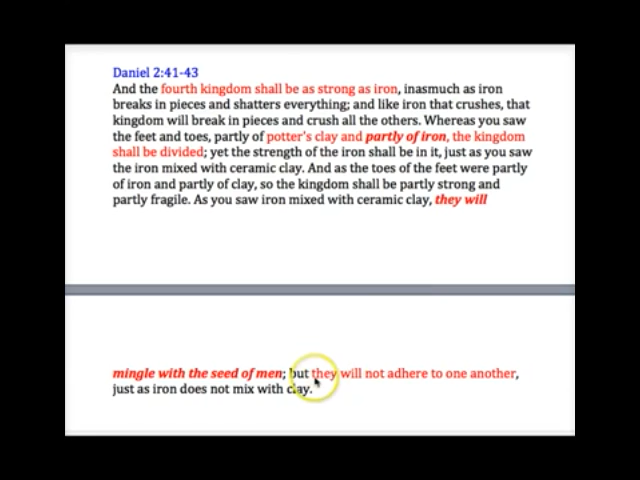 Daniel 2:41-43
And the fourth kingdom shall be as strong as iron, inasmuch as iron
breaks in pieces and shatters everything; and like iron that crushes, that
kingdom will break in pieces and crush all the others. Whereas you saw
the feet and toes, partly of potter's clay and partly of iron, the kingdom
shall be divided; yet the strength of the iron shall be in it, just as you saw
the iron mixed with ceramic clay. And as the toes of the feet were partly
of iron and partly of clay, so the kingdom shall be partly strong and
partly fragile. As you saw iron mixed with ceramic clay, they will
mingle with the seed of men; but they will not adhere to one another,
just as iron does not mix with clay.